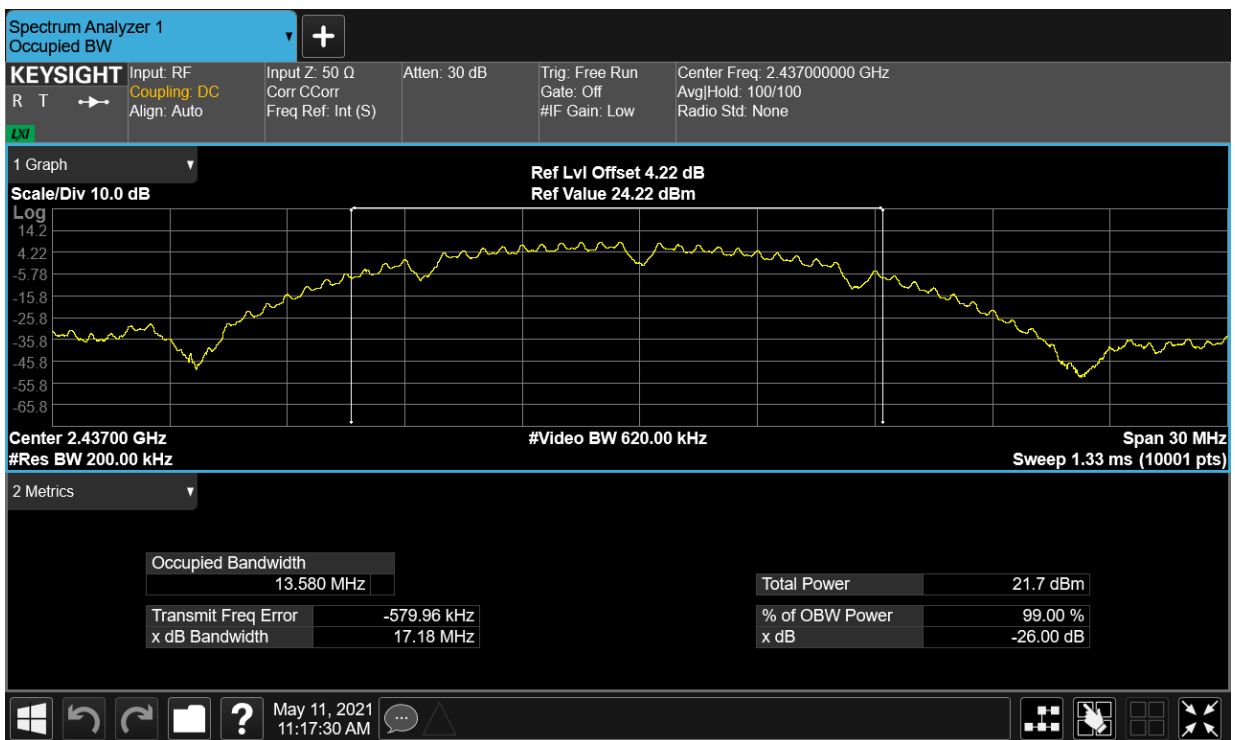 Spectrum Analyzer 1
Occupied BW
▼
+
KEYSIGHT
R T
LXI
Input: RF
Coupling: DC
Align: Auto
Input Z: 50 Ω
Corr CCorr
Freq Ref: Int (S)
Atten: 30 dB
Trig: Free Run
Gate: Off
#IF Gain: Low
Center Freq: 2.437000000 GHz
Avg|Hold: 100/100
Radio Std: None
1 Graph ▼
Scale/Div 10.0 dB
Ref Lvl Offset 4.22 dB
Ref Value 24.22 dBm
Log
14.2
4.22
-5.78
-15.8
-25.8
-35.8
-45.8
-55.8
-65.8
Center 2.43700 GHz
#Res BW 200.00 kHz
#Video BW 620.00 kHz
Span 30 MHz
Sweep 1.33 ms (10001 pts)
2 Metrics ▼
Occupied Bandwidth
13.580 MHz
Transmit Freq Error -579.96 kHz
x dB Bandwidth 17.18 MHz
Total Power 21.7 dBm
% of OBW Power 99.00 %
x dB -26.00 dB
?
May 11, 2021
11:17:30 AM